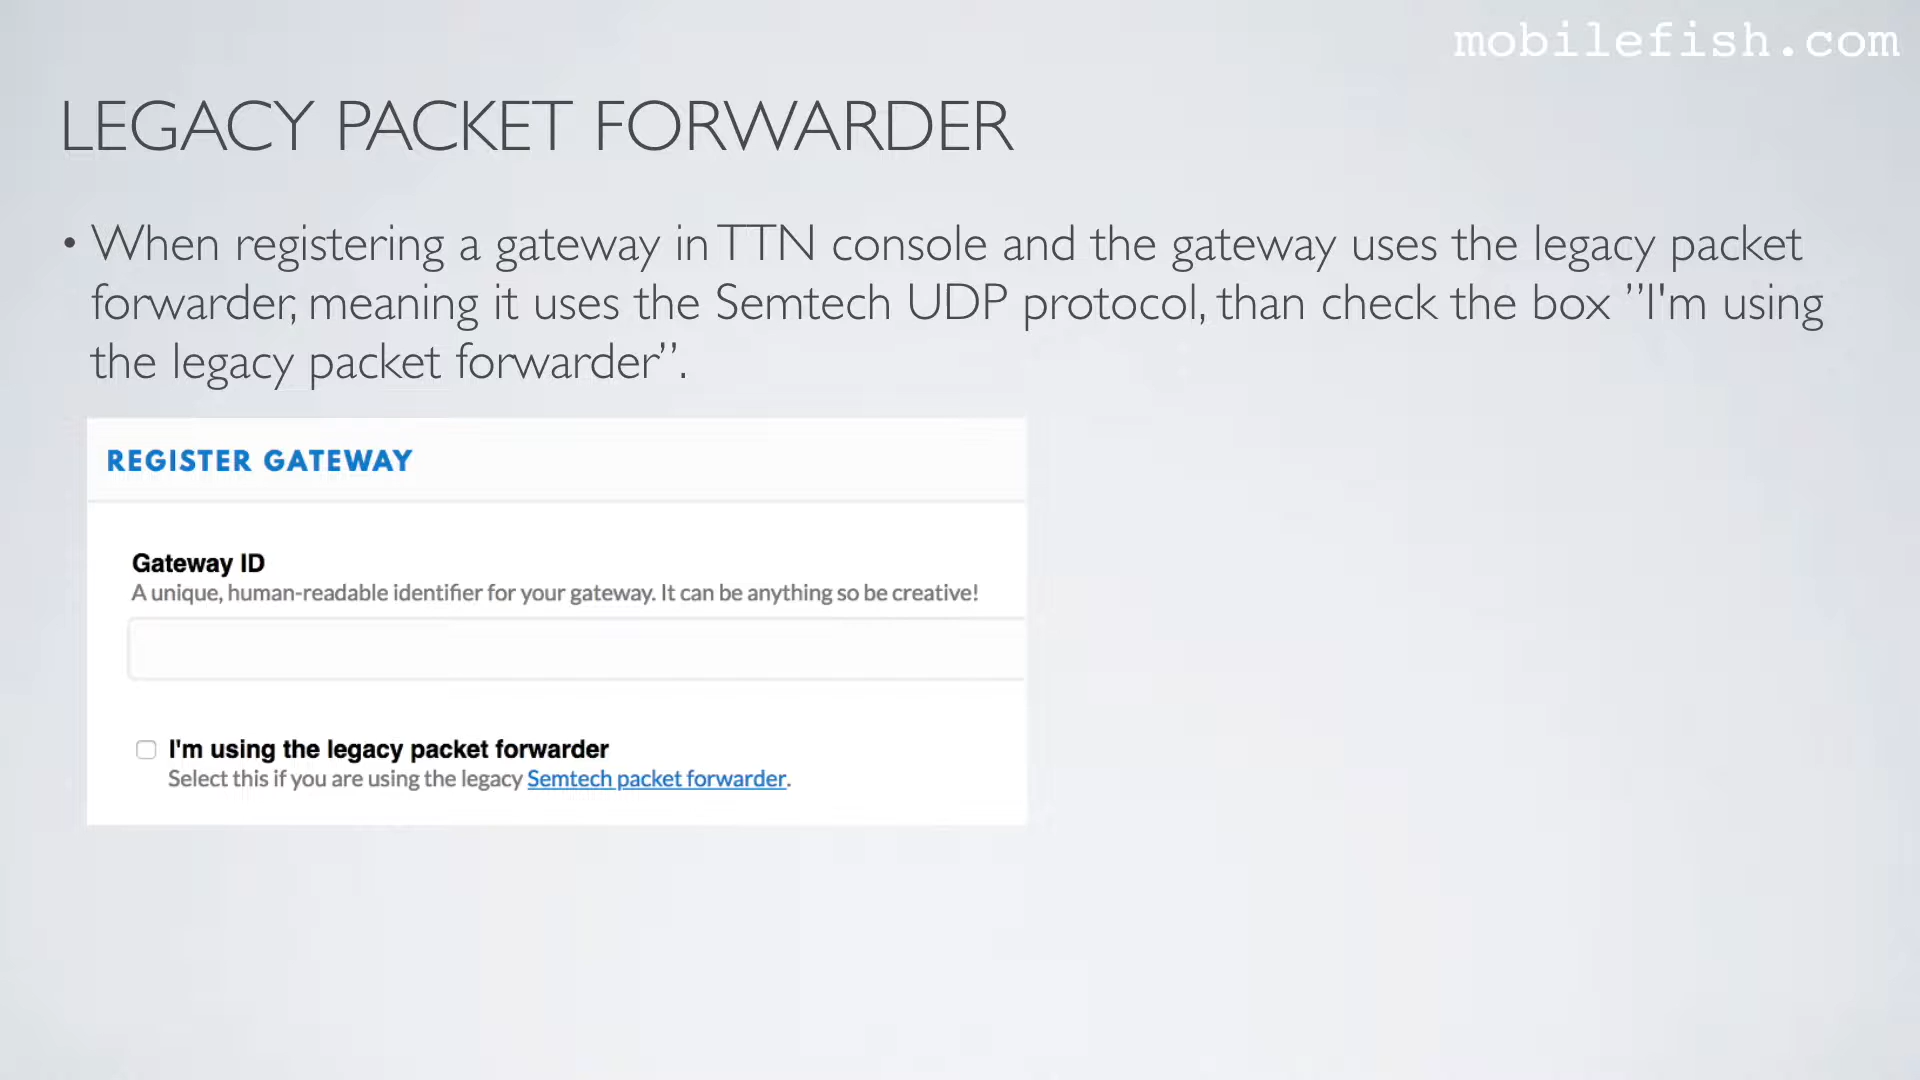 mobilefish.com
LEGACY PACKET FORWARDER
• When registering a gateway in TTN console and the gateway uses the legacy packet
forwarder, meaning it uses the Semtech UDP protocol, than check the box ”I'm using
the legacy packet forwarder”.
REGISTER GATEWAY
Gateway ID
A unique, human-readable identifier for your gateway. It can be anything so be creative!
I'm using the legacy packet forwarder
Select this if you are using the legacy Semtech packet forwarder.